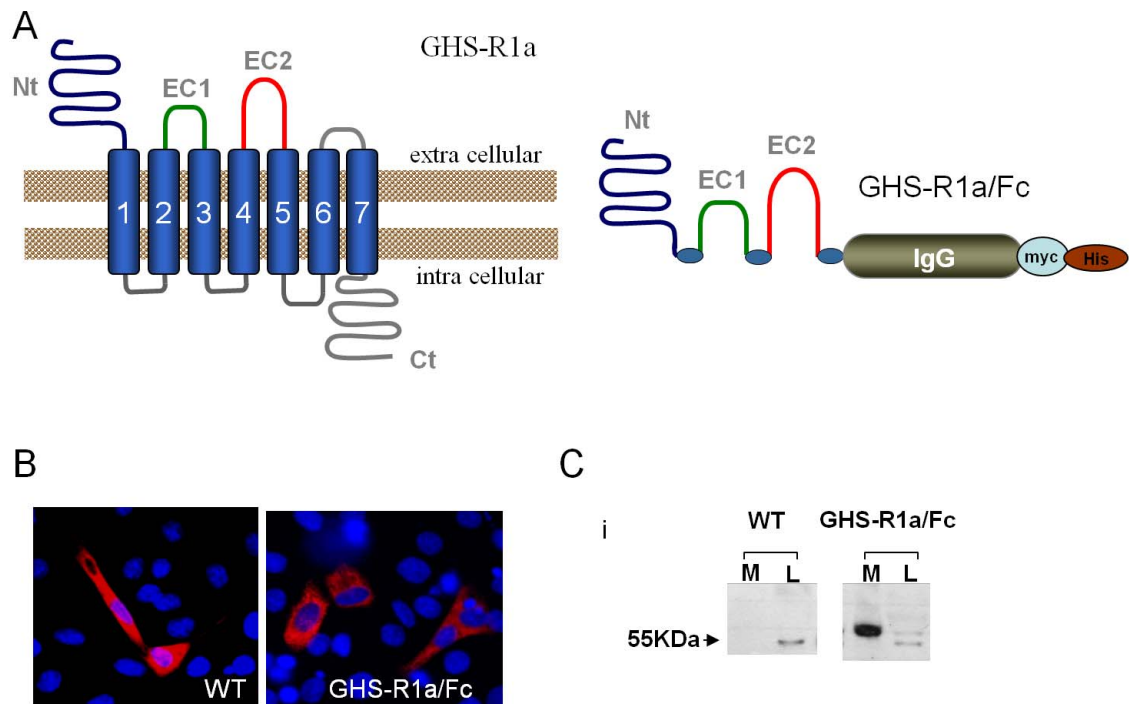 A
GHS-R1a
Nt
EC1
EC2
extra cellular
1 2 3 4 5 6 7
intra cellular
Ct
Nt
EC1
EC2
GHS-R1a/Fc
IgG
myc
His
B
WT
GHS-R1a/Fc
C
i
WT
GHS-R1a/Fc
M L
M L
55KDa